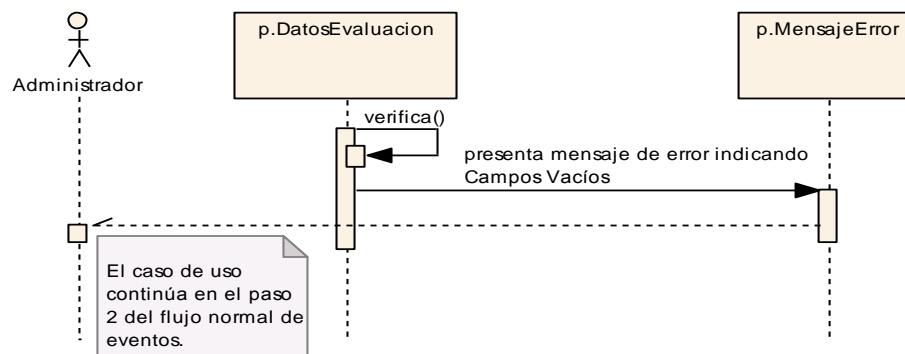 p.DatosEvaluacion
p.MensajeError
Administrador
verifica()
presenta mensaje de error indicando
Campos Vacíos
El caso de uso
continúa en el paso
2 del flujo normal de
eventos.